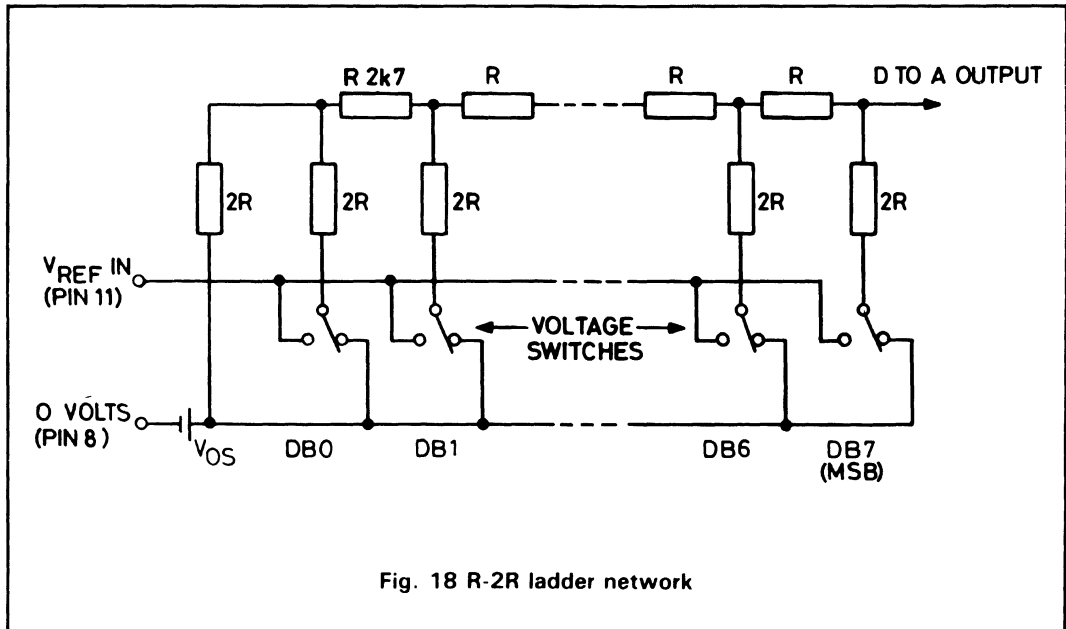 R 2k7 R R R D TO A OUTPUT
2R 2R 2R 2R 2R
VREF IN
(PIN 11)
VOLTAGE
SWITCHES
0 VOLTS
(PIN 8)
VOS DB0 DB1 DB6 DB7
(MSB)
Fig. 18 R-2R ladder network